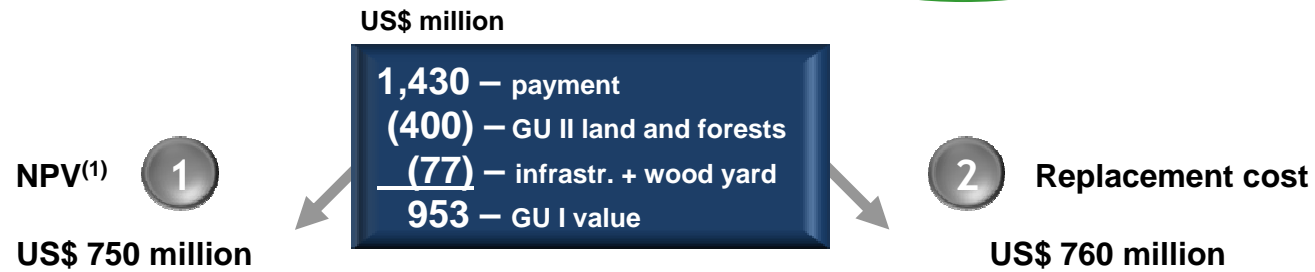 US$ million
1,430 – payment
(400) – GU II land and forests
(77) – infrastr. + wood yard
953 – GU I value
NPV(1) 1
US$ 750 million
2 Replacement cost
US$ 760 million